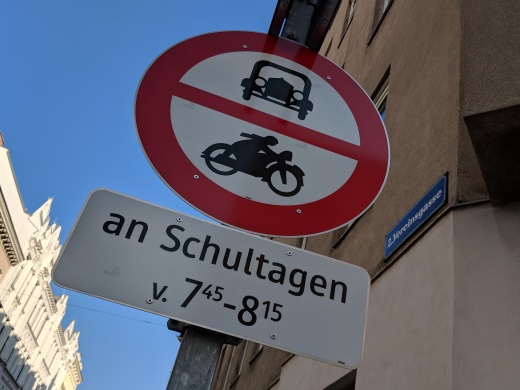 an Schultagen
v. 7⁴⁵-8¹⁵
2.Vereinsgasse